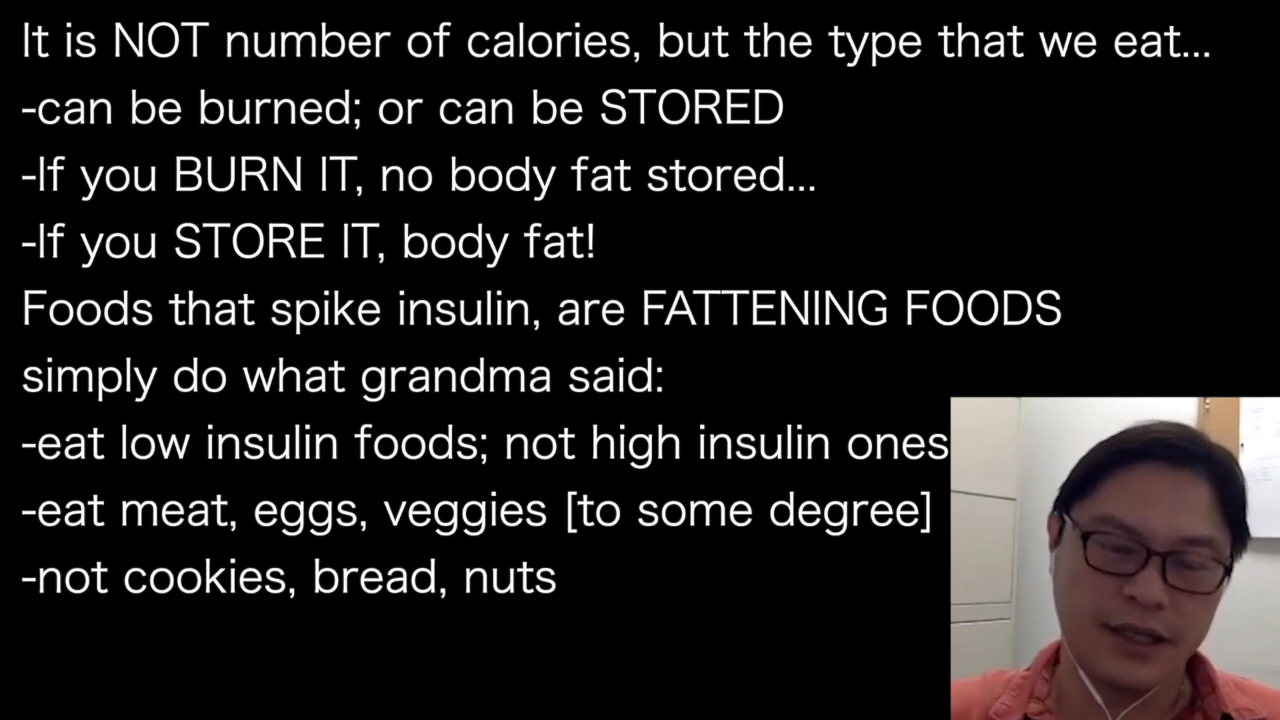 It is NOT number of calories, but the type that we eat...
-can be burned; or can be STORED
-If you BURN IT, no body fat stored...
-If you STORE IT, body fat!
Foods that spike insulin, are FATTENING FOODS
simply do what grandma said:
-eat low insulin foods; not high insulin ones
-eat meat, eggs, veggies [to some degree]
-not cookies, bread, nuts